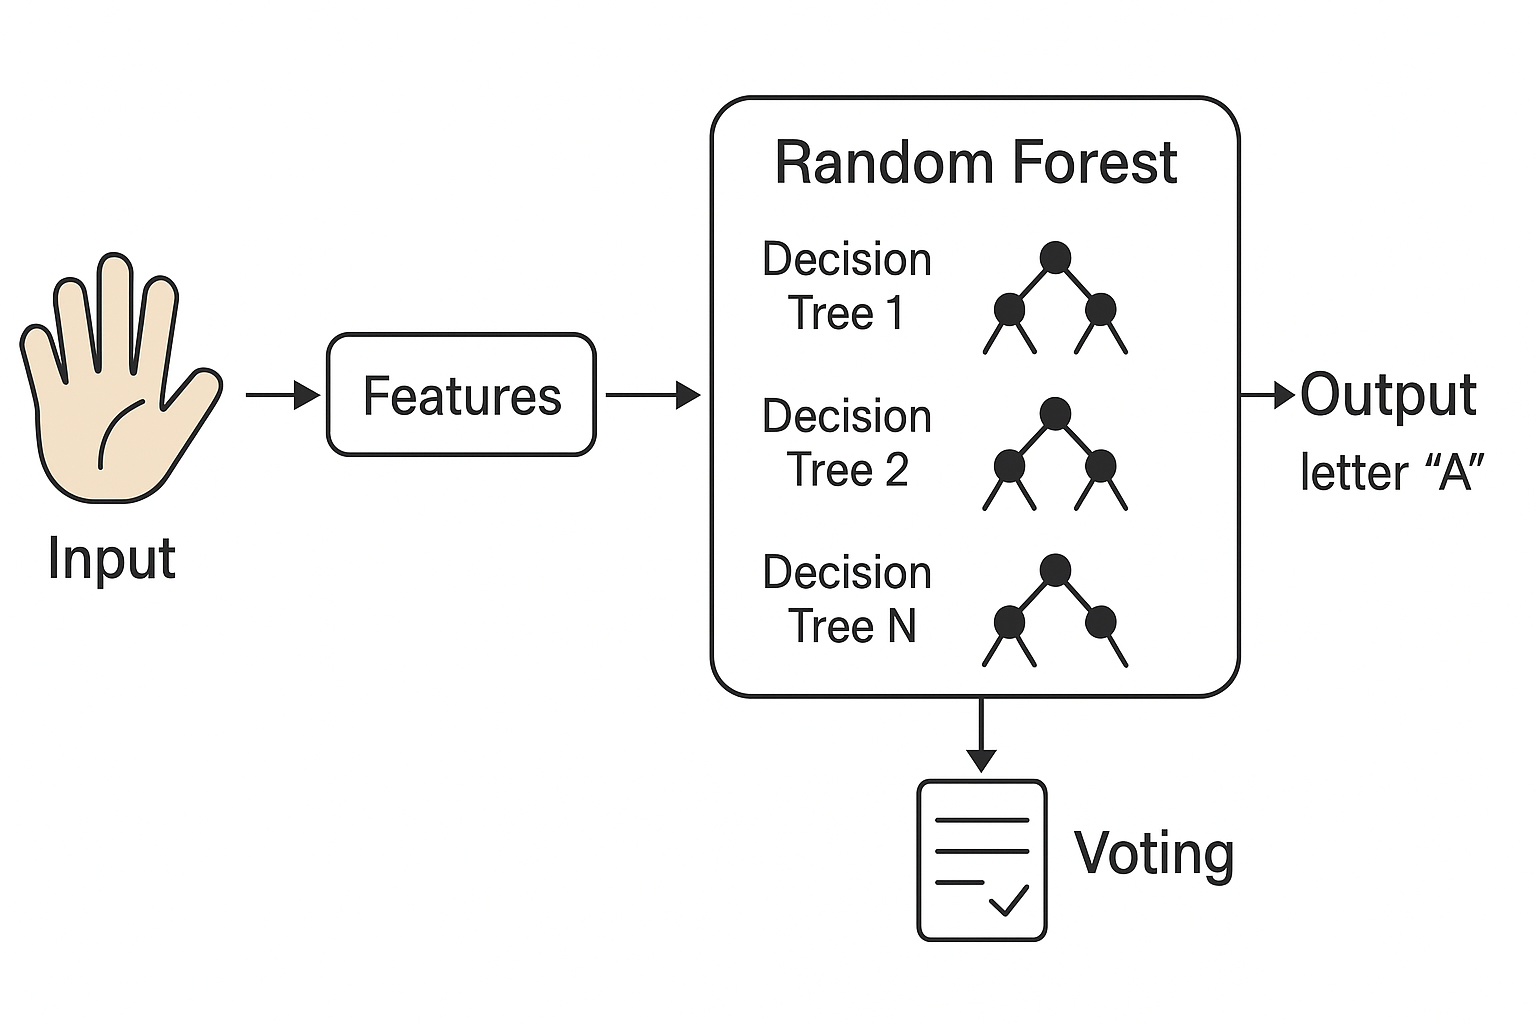 Input
Features
Random Forest
Decision
Tree 1
Decision
Tree 2
Decision
Tree N
Output
letter “A”
Voting